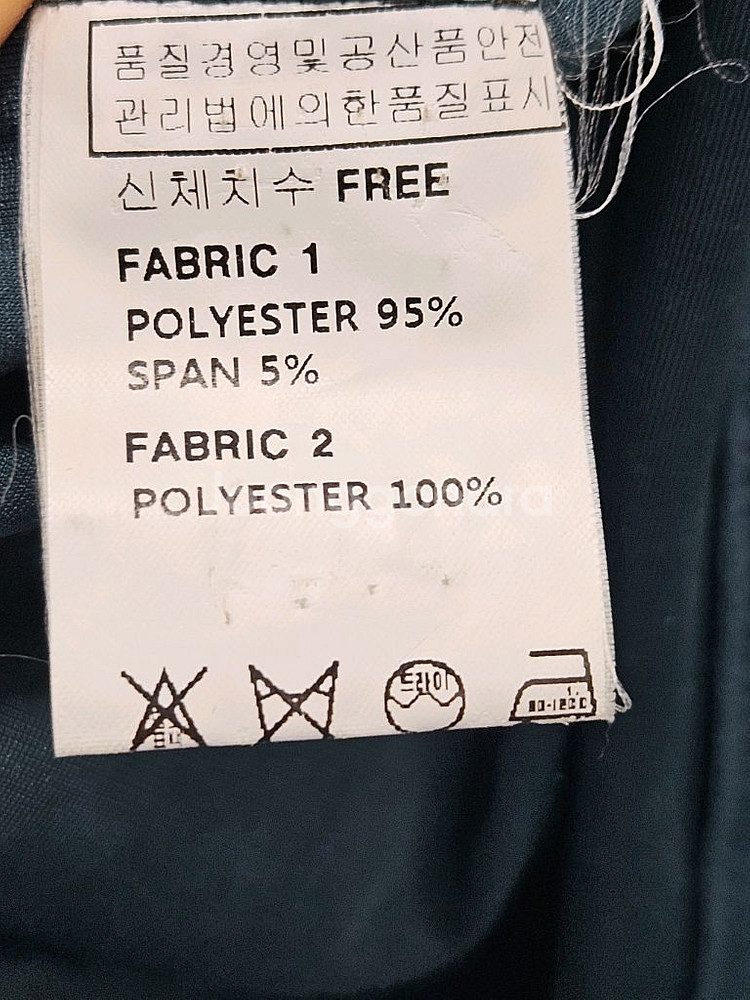 품질경영및공산품안전
관리법에의한품질표시
신체치수 FREE
FABRIC 1
POLYESTER 95%
SPAN 5%
FABRIC 2
POLYESTER 100%
드라이